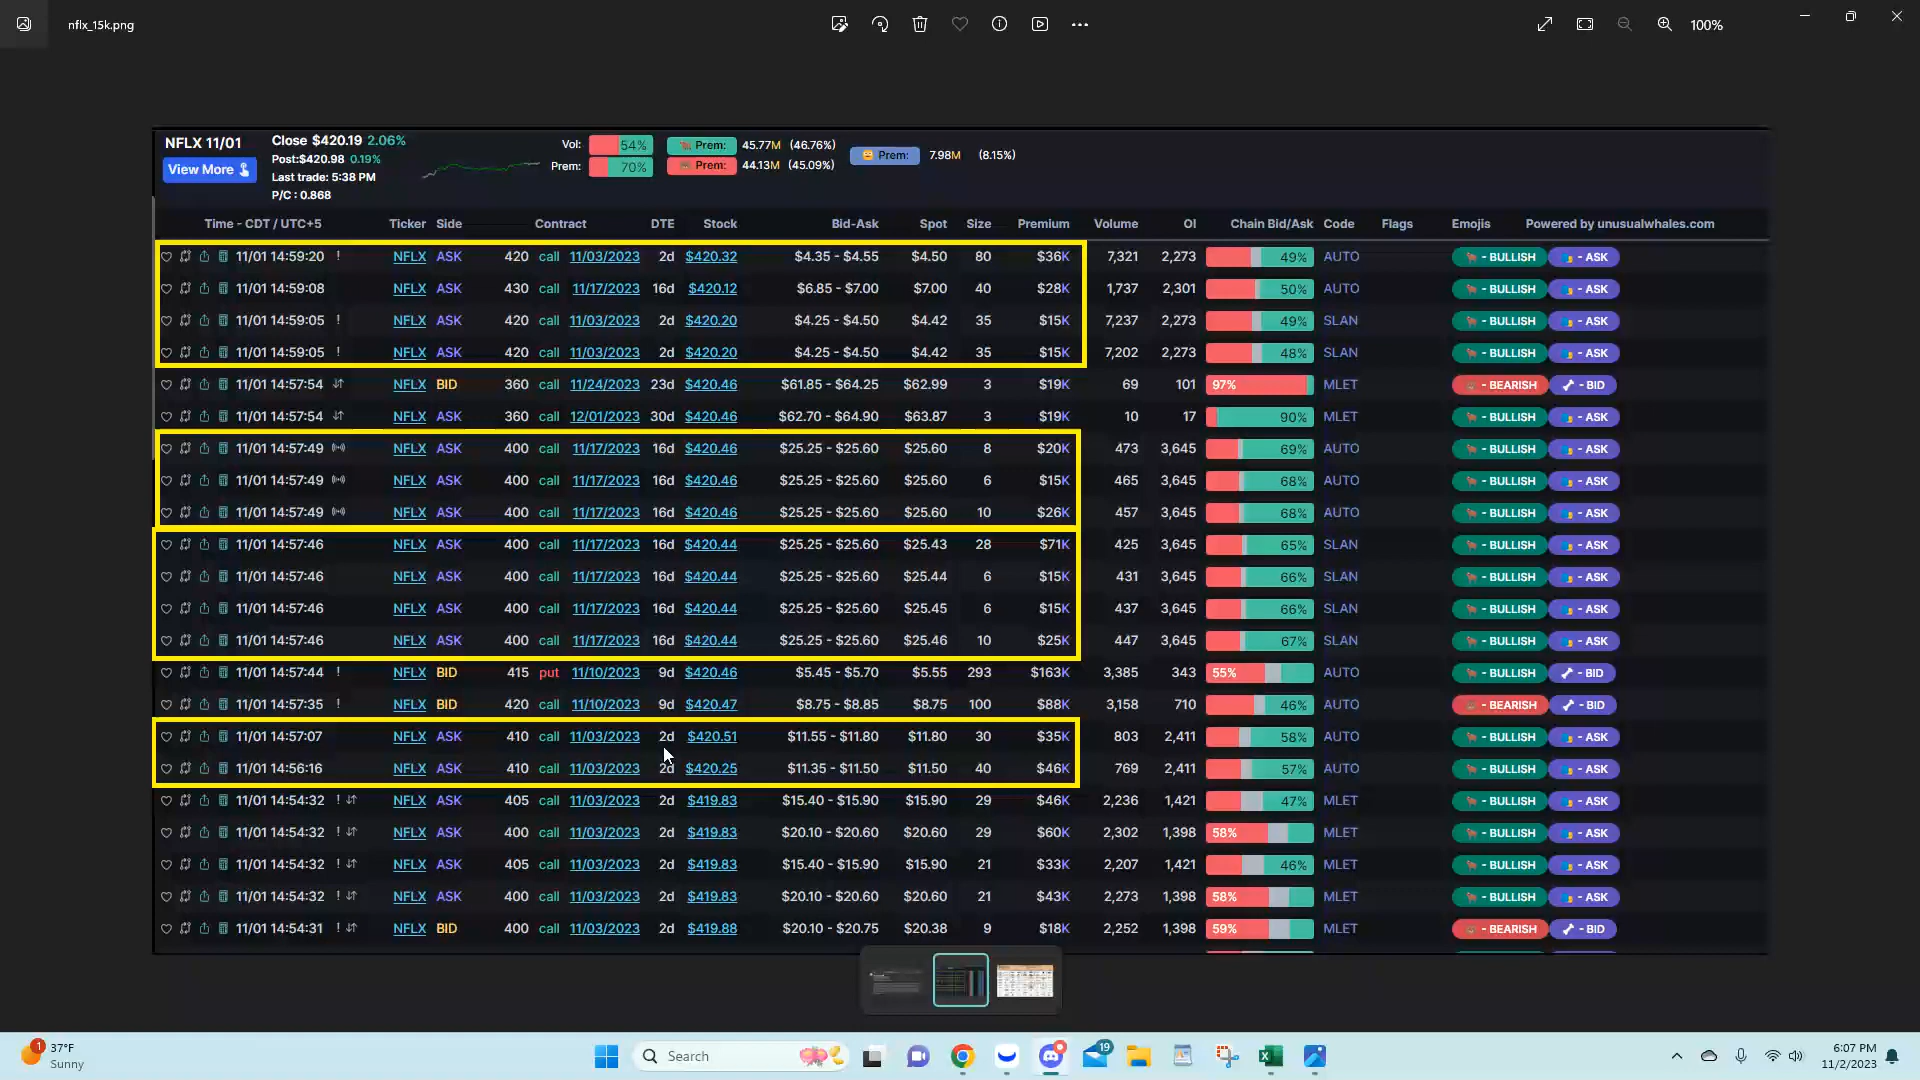 nflx_15k.png
100%
NFLX 11/01
Close $420.19 2.06%
Post:$420.98 0.19%
Last trade: 5:38 PM
P/C : 0.868
View More
Vol: 54%
Prem: 70%
Prem: 45.77M (46.76%)
Prem: 44.13M (45.09%)
Prem: 7.98M (8.15%)
Time - CDT / UTC+5 Ticker Side Contract DTE Stock Bid-Ask Spot Size Premium Volume OI Chain Bid/Ask Code Flags Emojis Powered by unusualwhales.com
11/01 14:59:20 ! NFLX ASK 420 call 11/03/2023 2d $420.32 $4.35 - $4.55 $4.50 80 $36K 7,321 2,273 49% AUTO - BULLISH - ASK
11/01 14:59:08 NFLX ASK 430 call 11/17/2023 16d $420.12 $6.85 - $7.00 $7.00 40 $28K 1,737 2,301 50% AUTO - BULLISH - ASK
11/01 14:59:05 ! NFLX ASK 420 call 11/03/2023 2d $420.20 $4.25 - $4.50 $4.42 35 $15K 7,237 2,273 49% SLAN - BULLISH - ASK
11/01 14:59:05 ! NFLX ASK 420 call 11/03/2023 2d $420.20 $4.25 - $4.50 $4.42 35 $15K 7,202 2,273 48% SLAN - BULLISH - ASK
11/01 14:57:54 NFLX BID 360 call 11/24/2023 23d $420.46 $61.85 - $64.25 $62.99 3 $19K 69 101 97% MLET - BEARISH - BID
11/01 14:57:54 NFLX ASK 360 call 12/01/2023 30d $420.46 $62.70 - $64.90 $63.87 3 $19K 10 17 90% MLET - BULLISH - ASK
11/01 14:57:49 NFLX ASK 400 call 11/17/2023 16d $420.46 $25.25 - $25.60 $25.60 8 $20K 473 3,645 69% AUTO - BULLISH - ASK
11/01 14:57:49 NFLX ASK 400 call 11/17/2023 16d $420.46 $25.25 - $25.60 $25.60 6 $15K 465 3,645 68% AUTO - BULLISH - ASK
11/01 14:57:49 NFLX ASK 400 call 11/17/2023 16d $420.46 $25.25 - $25.60 $25.60 10 $26K 457 3,645 68% AUTO - BULLISH - ASK
11/01 14:57:46 NFLX ASK 400 call 11/17/2023 16d $420.44 $25.25 - $25.60 $25.43 28 $71K 425 3,645 65% SLAN - BULLISH - ASK
11/01 14:57:46 NFLX ASK 400 call 11/17/2023 16d $420.44 $25.25 - $25.60 $25.44 6 $15K 431 3,645 66% SLAN - BULLISH - ASK
11/01 14:57:46 NFLX ASK 400 call 11/17/2023 16d $420.44 $25.25 - $25.60 $25.45 6 $15K 437 3,645 66% SLAN - BULLISH - ASK
11/01 14:57:46 NFLX ASK 400 call 11/17/2023 16d $420.44 $25.25 - $25.60 $25.46 10 $25K 447 3,645 67% SLAN - BULLISH - ASK
11/01 14:57:44 ! NFLX BID 415 put 11/10/2023 9d $420.46 $5.45 - $5.70 $5.55 293 $163K 3,385 343 55% AUTO - BULLISH - BID
11/01 14:57:35 ! NFLX BID 420 call 11/10/2023 9d $420.47 $8.75 - $8.85 $8.75 100 $88K 3,158 710 46% AUTO - BEARISH - BID
11/01 14:57:07 NFLX ASK 410 call 11/03/2023 2d $420.51 $11.55 - $11.80 $11.80 30 $35K 803 2,411 58% AUTO - BULLISH - ASK
11/01 14:56:16 NFLX ASK 410 call 11/03/2023 2d $420.25 $11.35 - $11.50 $11.50 40 $46K 769 2,411 57% AUTO - BULLISH - ASK
11/01 14:54:32 ! NFLX ASK 405 call 11/03/2023 2d $419.83 $15.40 - $15.90 $15.90 29 $46K 2,236 1,421 47% MLET - BULLISH - ASK
11/01 14:54:32 ! NFLX ASK 400 call 11/03/2023 2d $419.83 $20.10 - $20.60 $20.60 29 $60K 2,302 1,398 58% MLET - BULLISH - ASK
11/01 14:54:32 ! NFLX ASK 405 call 11/03/2023 2d $419.83 $15.40 - $15.90 $15.90 21 $33K 2,207 1,421 46% MLET - BULLISH - ASK
11/01 14:54:32 ! NFLX ASK 400 call 11/03/2023 2d $419.83 $20.10 - $20.60 $20.60 21 $43K 2,273 1,398 58% MLET - BULLISH - ASK
11/01 14:54:31 ! NFLX BID 400 call 11/03/2023 2d $419.88 $20.10 - $20.75 $20.38 9 $18K 2,252 1,398 59% MLET - BEARISH - BID
1
37°F
Sunny
Search
19
6:07 PM
11/2/2023